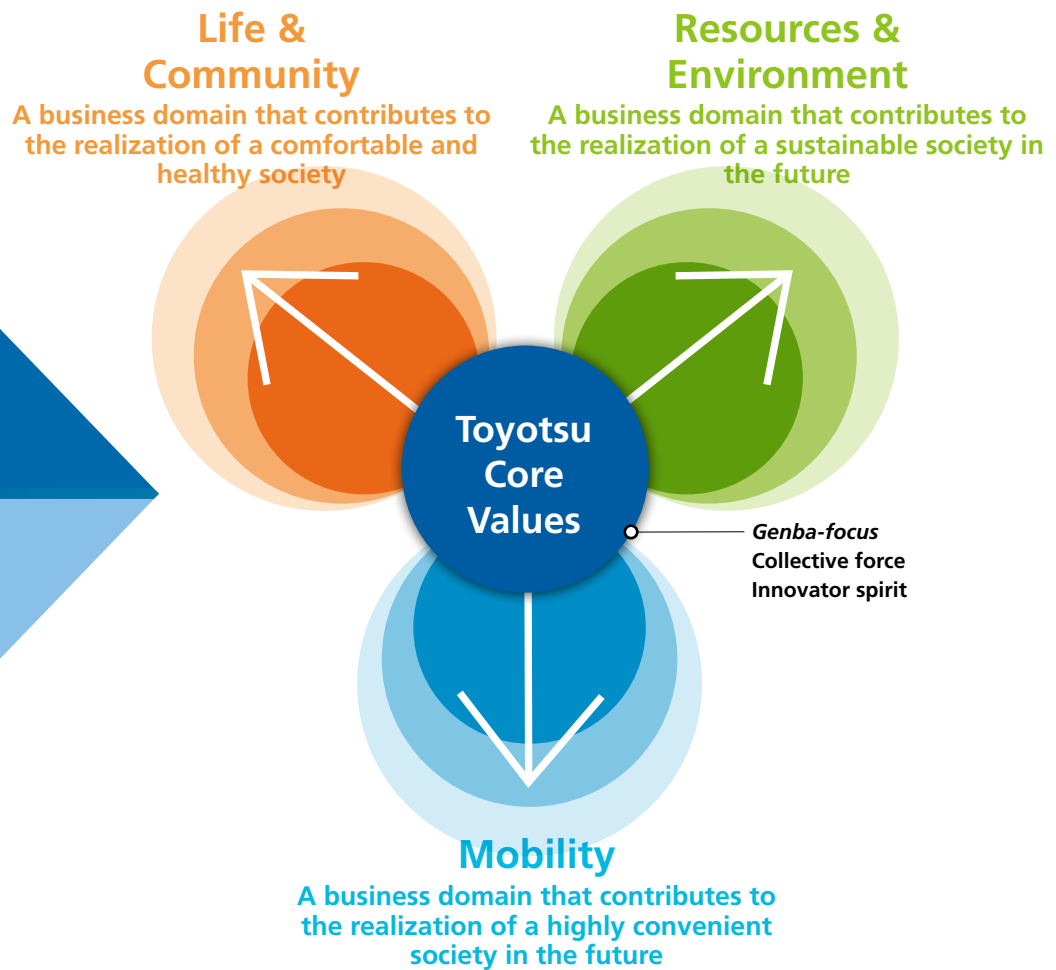 Life &
Community
A business domain that contributes to
the realization of a comfortable and
healthy society
Resources &
Environment
A business domain that contributes to
the realization of a sustainable society in
the future
Toyotsu
Core
Values
Genba-focus
Collective force
Innovator spirit
Mobility
A business domain that contributes to
the realization of a highly convenient
society in the future